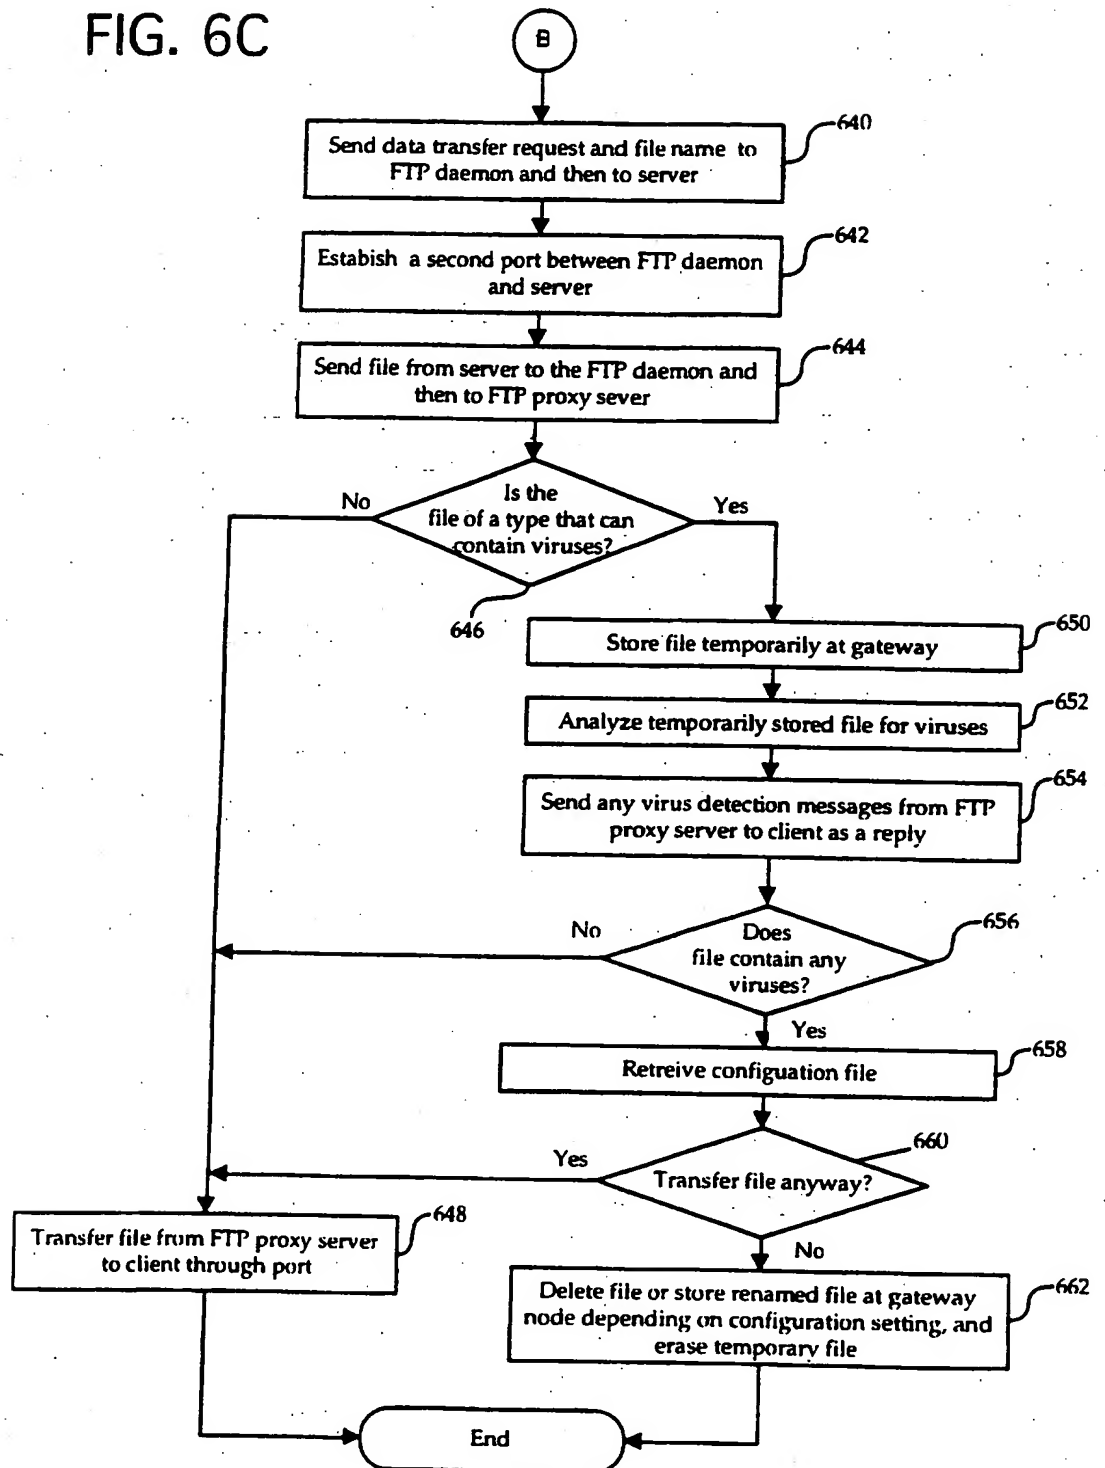 FIG. 6C
B
640
Send data transfer request and file name to
FTP daemon and then to server
642
Estabish a second port between FTP daemon
and server
644
Send file from server to the FTP daemon and
then to FTP proxy sever
Is the
file of a type that can
contain viruses?
No
Yes
646
650
Store file temporarily at gateway
652
Analyze temporarily stored file for viruses
654
Send any virus detection messages from FTP
proxy server to client as a reply
656
Does
file contain any
viruses?
No
Yes
658
Retreive configuation file
660
Transfer file anyway?
Yes
No
648
Transfer file from FTP proxy server
to client through port
662
Delete file or store renamed file at gateway
node depending on configuration setting, and
erase temporary file
End